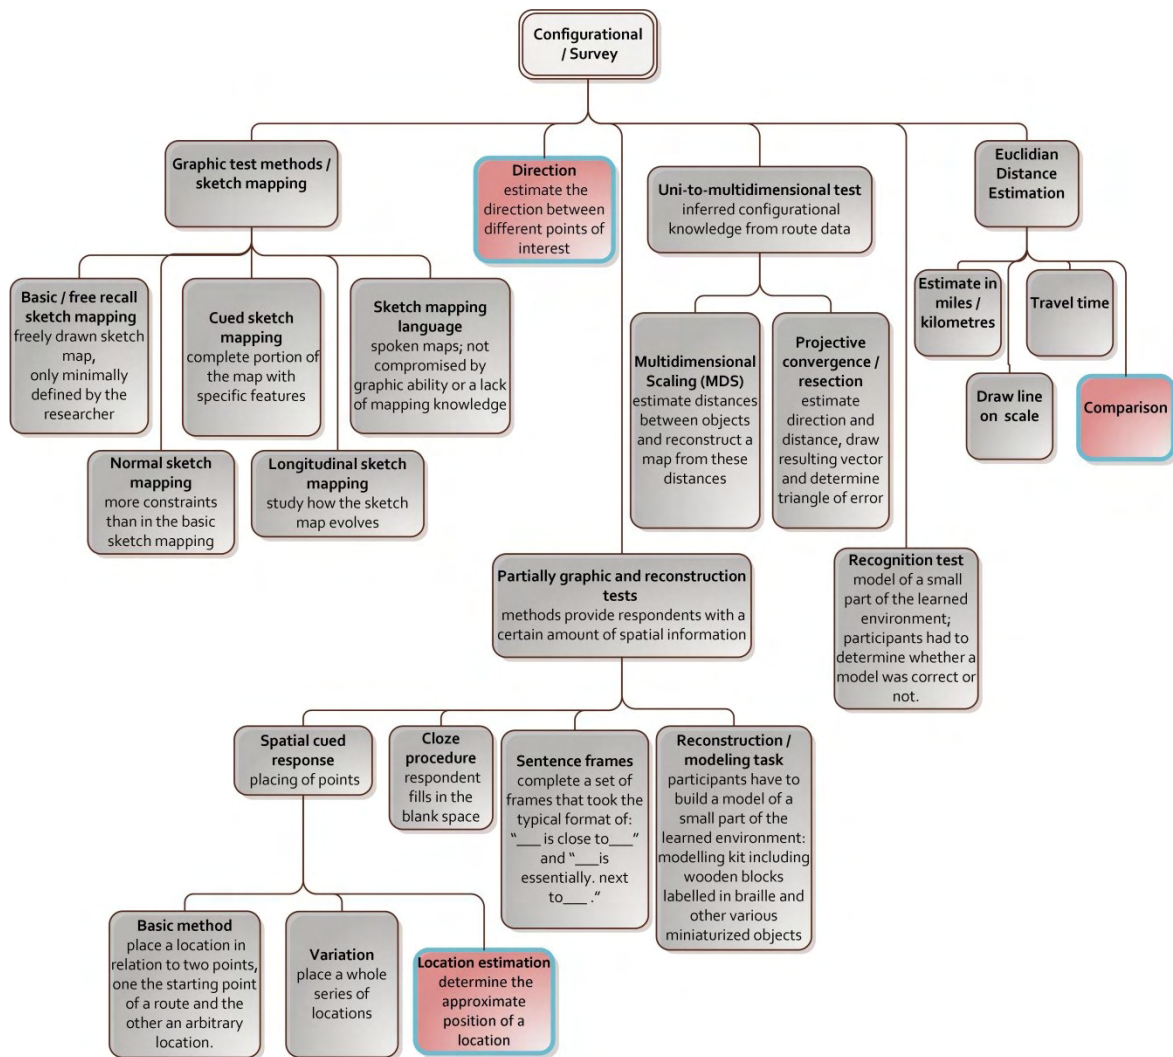 Configurational
/ Survey
Graphic test methods /
sketch mapping
Direction
estimate the
direction between
different points of
interest
Uni-to-multidimensional test
inferred configurational
knowledge from route data
Euclidian
Distance
Estimation
Basic / free recall
sketch mapping
freely drawn sketch
map,
only minimally
defined by the
researcher
Cued sketch
mapping
complete portion of
the map with
specific features
Sketch mapping
language
spoken maps; not
compromised by
graphic ability or a lack
of mapping knowledge
Normal sketch
mapping
more constraints
than in the basic
sketch mapping
Longitudinal sketch
mapping
study how the sketch
map evolves
Multidimensional
Scaling (MDS)
estimate distances
between objects
and reconstruct a
map from these
distances
Projective
convergence /
resection
estimate
direction and
distance, draw
resulting vector
and determine
triangle of error
Estimate in
miles /
kilometres
Travel time
Draw line
on scale
Comparison
Partially graphic and reconstruction
tests
methods provide respondents with a
certain amount of spatial information
Recognition test
model of a small
part of the learned
environment;
participants had to
determine whether a
model was correct or
not.
Spatial cued
response
placing of points
Cloze
procedure
respondent
fills in the
blank space
Sentence frames
complete a set of
frames that took the
typical format of:
“___ is close to___”
and “___is
essentially. next
to___ .“
Reconstruction /
modeling task
participants have to
build a model of a
small part of the
learned environment:
modelling kit including
wooden blocks
labelled in braille and
other various
miniaturized objects
Basic method
place a location in
relation to two points,
one the starting point
of a route and the
other an arbitrary
location.
Variation
place a whole
series of
locations
Location estimation
determine the
approximate
position of a
location